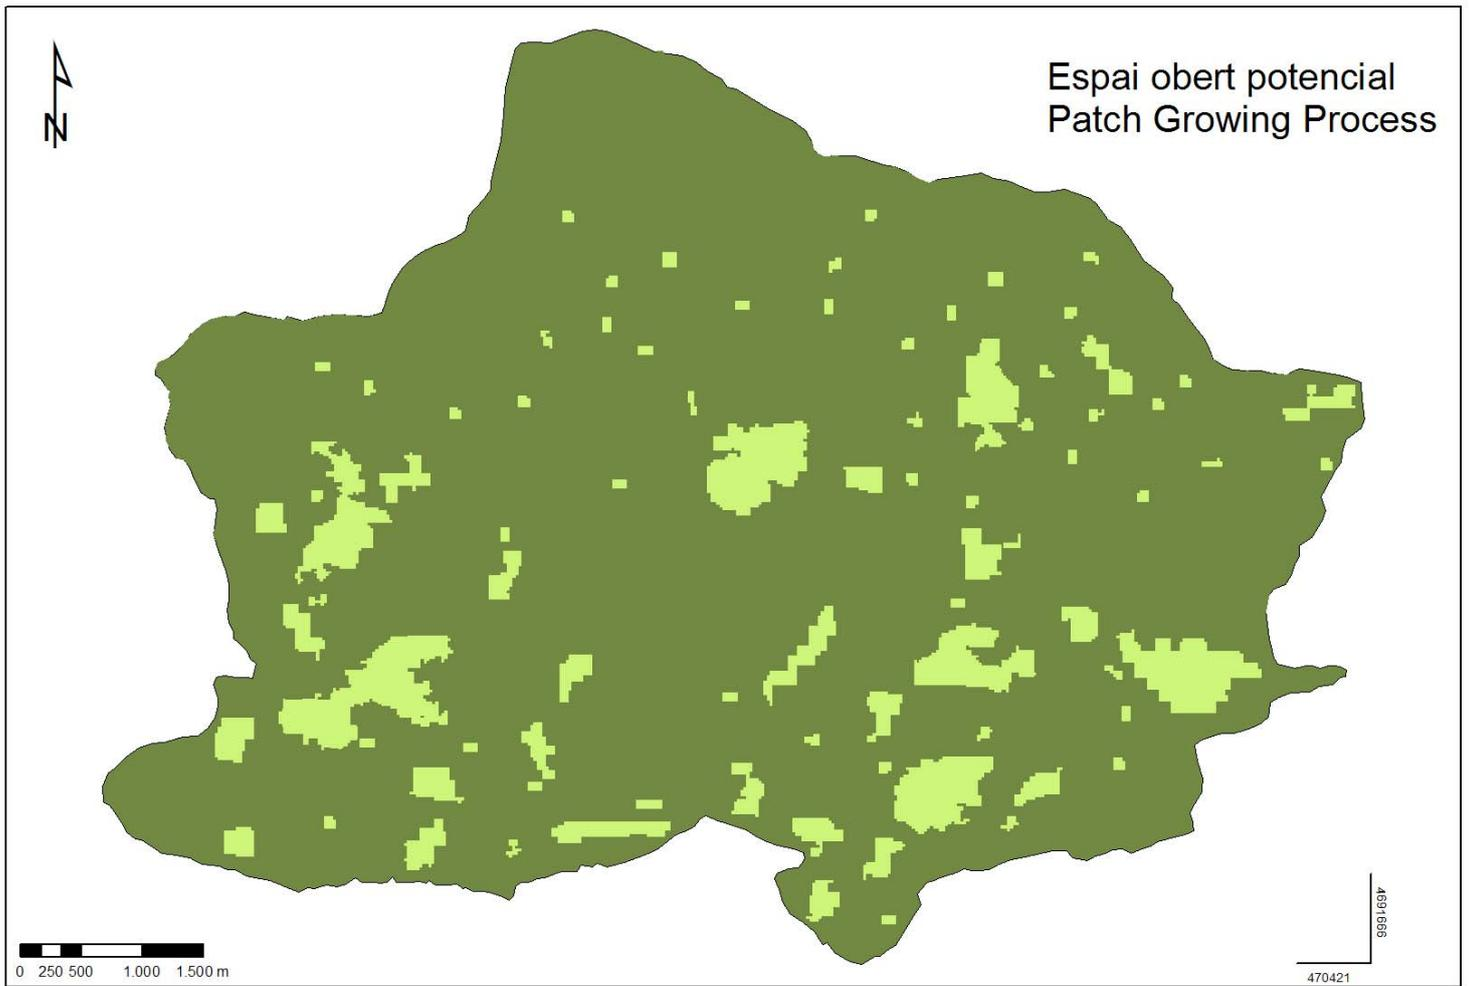 Espai obert potencial
Patch Growing Process
N
0 250 500 1.000 1.500 m
4691666
470421